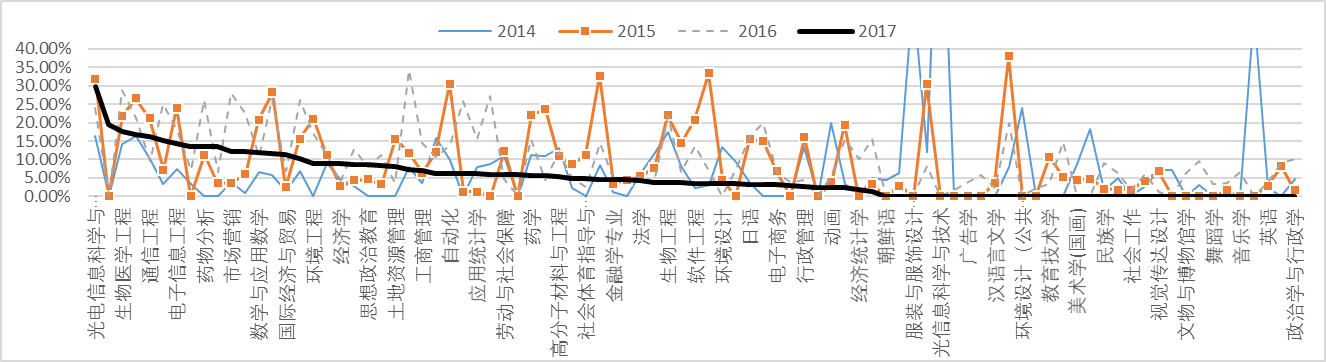 2014 2015 2016 2017
40.00%
35.00%
30.00%
25.00%
20.00%
15.00%
10.00%
5.00%
0.00%
光电信息科学与
生物医学工程
通信工程
电子信息工程
药物分析
市场营销
数学与应用数学
国际经济与贸易
环境工程
经济学
思想政治教育
土地资源管理
工商管理
自动化
应用统计学
劳动与社会保障
药学
高分子材料与工程
社会体育指导与
金融学专业
法学
生物工程
软件工程
环境设计
日语
电子商务
行政管理
动画
经济统计学
朝鲜语
服装与服饰设计
光信息科学与技术
广告学
汉语言文学
环境设计（公共
教育技术学
美术学(国画)
民族学
社会工作
视觉传达设计
文物与博物馆学
舞蹈学
音乐学
英语
政治学与行政学